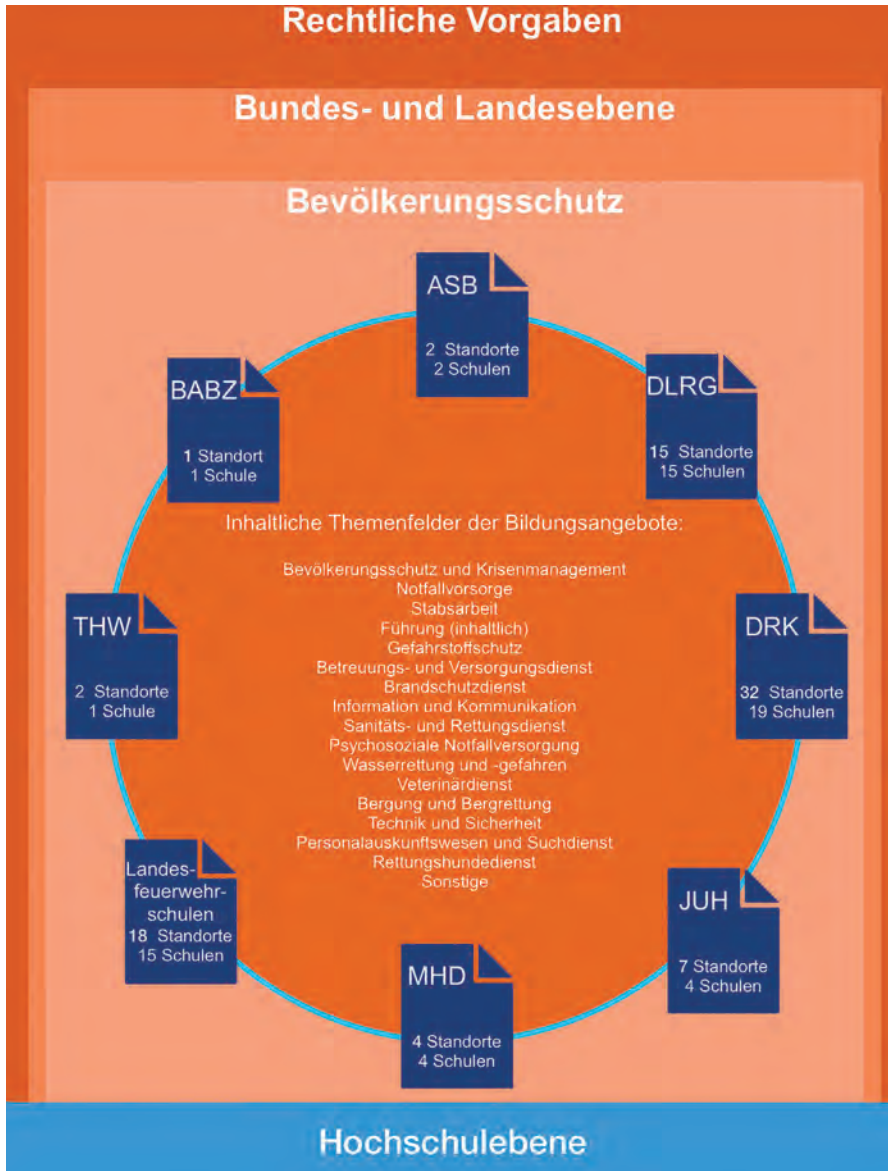 Rechtliche Vorgaben
Bundes- und Landesebene
Bevölkerungsschutz
ASB
2 Standorte
2 Schulen
DLRG
15 Standorte
15 Schulen
DRK
32 Standorte
19 Schulen
JUH
7 Standorte
4 Schulen
MHD
4 Standorte
4 Schulen
Landes-
feuerwehr-
schulen
18 Standorte
15 Schulen
THW
2 Standorte
1 Schule
BABZ
1 Standort
1 Schule
Inhaltliche Themenfelder der Bildungsangebote:
Bevölkerungsschutz und Krisenmanagement
Notfallvorsorge
Stabsarbeit
Führung (inhaltlich)
Gefahrstoffschutz
Betreuungs- und Versorgungsdienst
Brandschutzdienst
Information und Kommunikation
Sanitäts- und Rettungsdienst
Psychosoziale Notfallversorgung
Wasserrettung und -gefahren
Veterinärdienst
Bergung und Bergrettung
Technik und Sicherheit
Personalauskunftswesen und Suchdienst
Rettungshundedienst
Sonstige
Hochschulebene